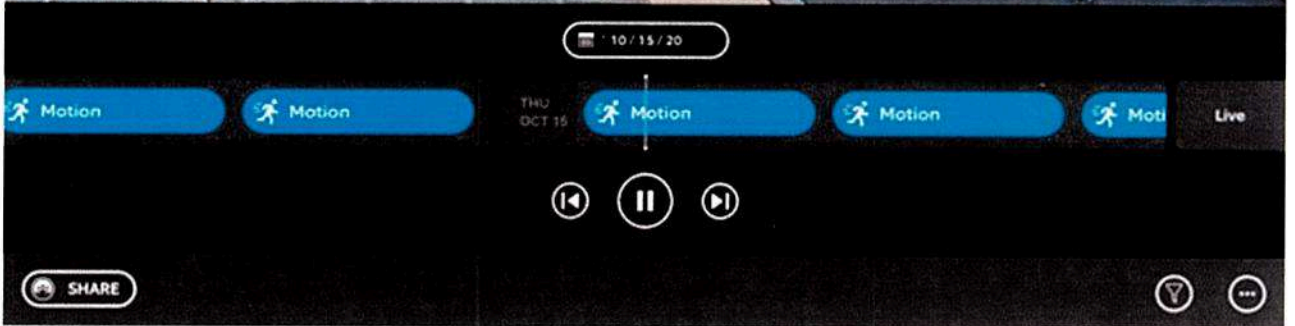 10/15/20
Motion
Motion
THU
OCT 15
Motion
Motion
Moti
Live
SHARE